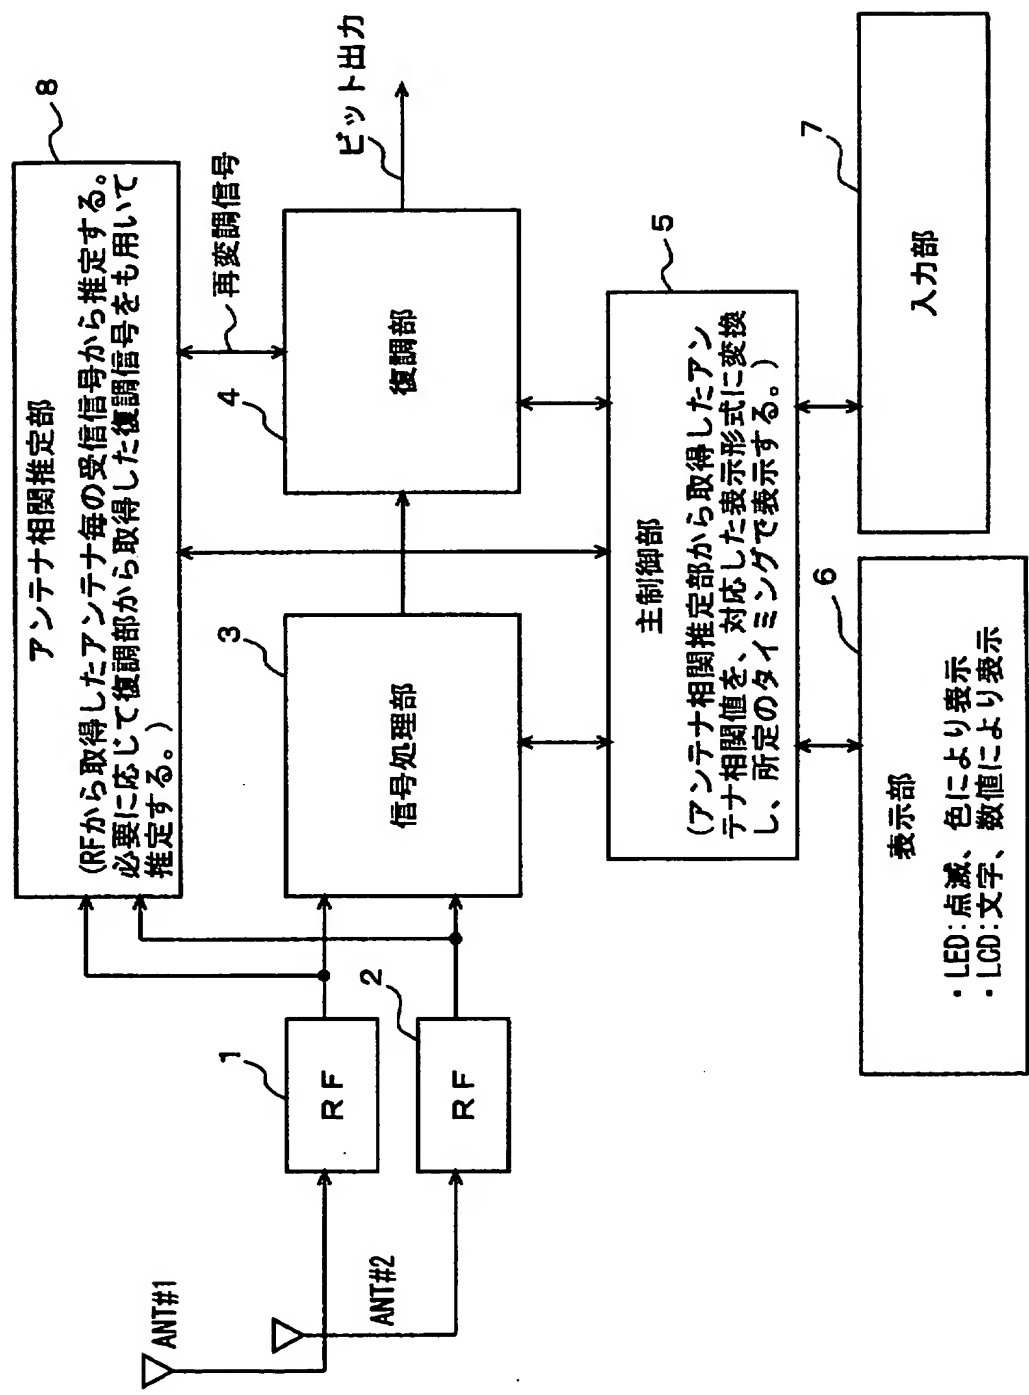 アンテナ相関推定部
(RFから取得したアンテナ毎の受信信号から推定する。
必要に応じて復調部から取得した復調信号をも用いて
推定する。)
8
ANT#1
ANT#2
1
RF
2
RF
3
信号処理部
4
復調部
再変調信号
ビット出力
5
主制御部
(アンテナ相関推定部から取得したアン
テナ相関値を、対応した表示形式に変換
し、所定のタイミングで表示する。)
6
表示部
・LED:点滅、色により表示
・LCD:文字、数値により表示
7
入力部